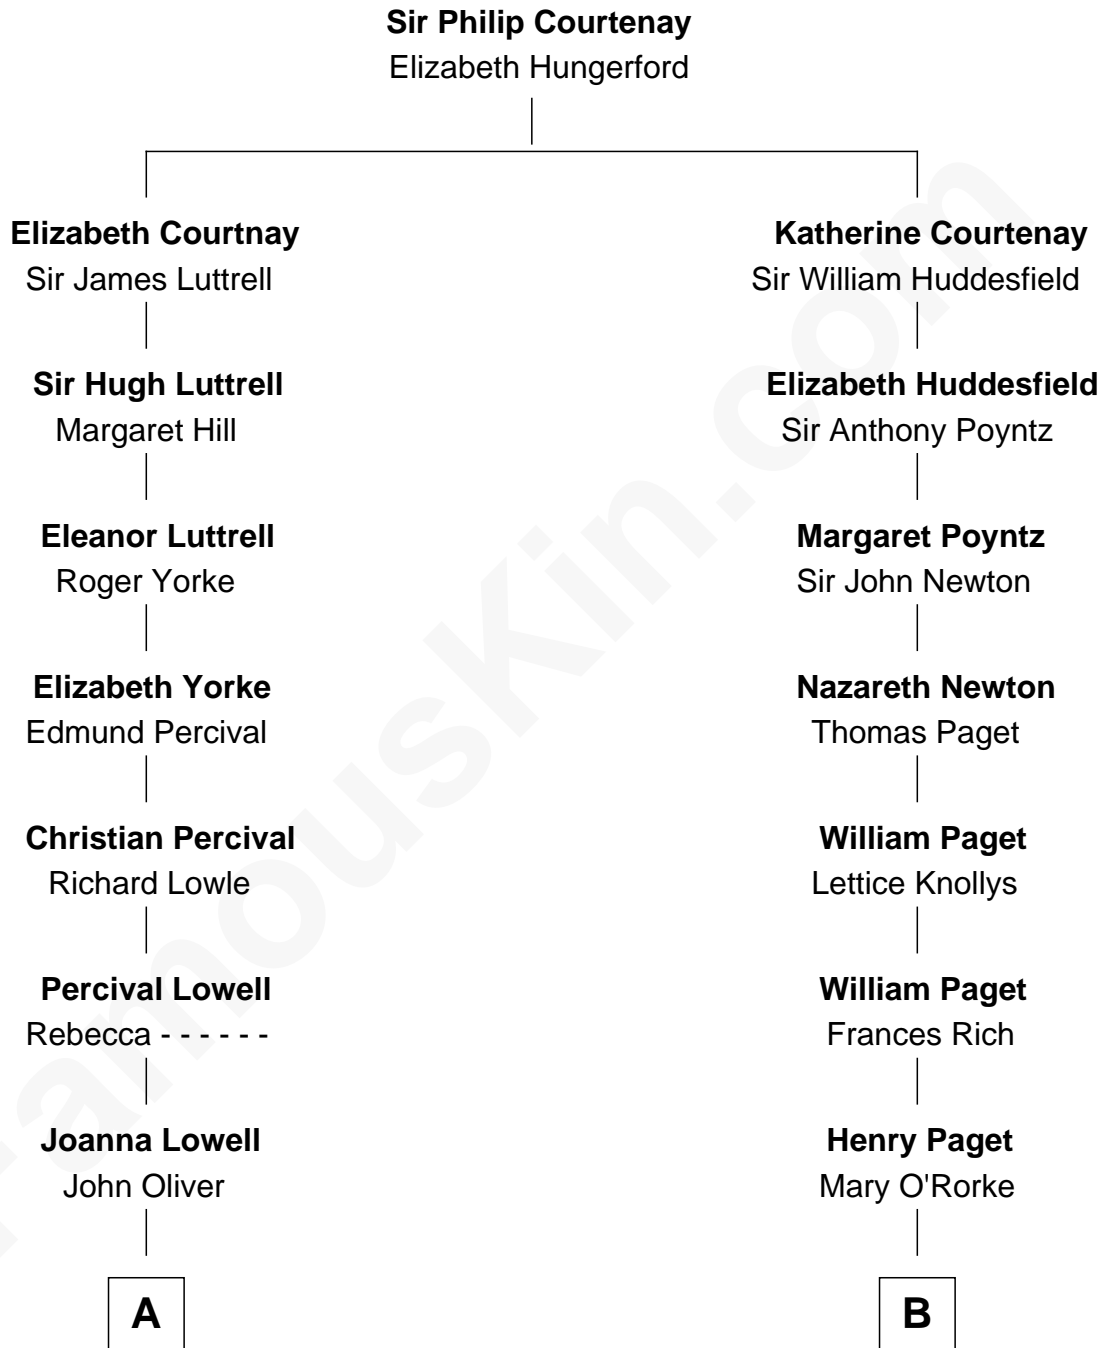 Sir Philip Courtenay
Elizabeth Hungerford
Elizabeth Courtnay
Sir James Luttrell
Katherine Courtenay
Sir William Huddesfield
Sir Hugh Luttrell
Margaret Hill
Elizabeth Huddesfield
Sir Anthony Poyntz
Eleanor Luttrell
Roger Yorke
Margaret Poyntz
Sir John Newton
Elizabeth Yorke
Edmund Percival
Nazareth Newton
Thomas Paget
Christian Percival
Richard Lowle
William Paget
Lettice Knollys
Percival Lowell
Rebecca - - - - - -
William Paget
Frances Rich
Joanna Lowell
John Oliver
Henry Paget
Mary O'Rorke
A
B
FamousKin.com